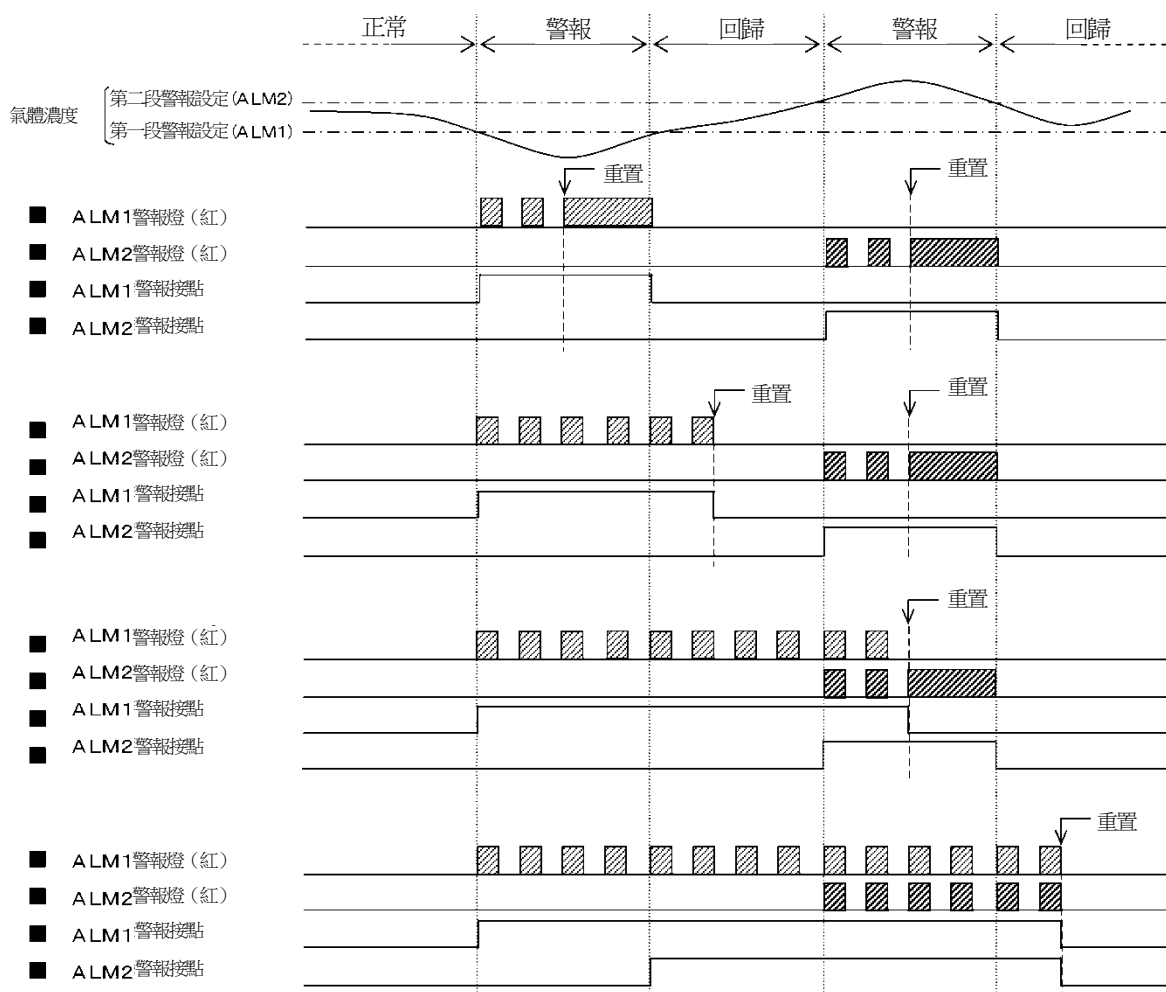 正常 警報 回歸 警報 回歸
氣體濃度
第二段警報設定(ALM2)
第一段警報設定(ALM1)
重置 重置
■ ALM1警報燈（紅）
■ ALM2警報燈（紅）
■ ALM1警報接點
■ ALM2警報接點
重置 重置
■ ALM1警報燈（紅）
■ ALM2警報燈（紅）
■ ALM1警報接點
■ ALM2警報接點
重置
■ ALM1警報燈（紅）
■ ALM2警報燈（紅）
■ ALM1警報接點
■ ALM2警報接點
重置
■ ALM1警報燈（紅）
■ ALM2警報燈（紅）
■ ALM1警報接點
■ ALM2警報接點